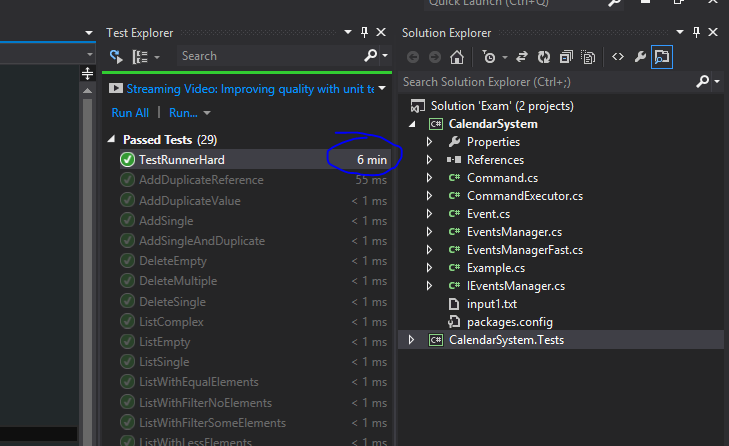 Quick Launch (Ctrl+Q)
Test Explorer
Search
Streaming Video: Improving quality with unit te
Run All | Run...
Passed Tests (29)
TestRunnerHard 6 min
AddDuplicateReference 55 ms
AddDuplicateValue < 1 ms
AddSingle < 1 ms
AddSingleAndDuplicate < 1 ms
DeleteEmpty < 1 ms
DeleteMultiple < 1 ms
DeleteSingle < 1 ms
ListComplex < 1 ms
ListEmpty < 1 ms
ListSingle < 1 ms
ListWithEqualElements < 1 ms
ListWithFilterNoElements < 1 ms
ListWithFilterSomeElements < 1 ms
ListWithLessElements < 1 ms
Solution Explorer
Search Solution Explorer (Ctrl+;)
Solution 'Exam' (2 projects)
C# CalendarSystem
Properties
References
C# Command.cs
C# CommandExecutor.cs
C# Event.cs
C# EventsManager.cs
C# EventsManagerFast.cs
C# Example.cs
C# IEventsManager.cs
input1.txt
packages.config
C# CalendarSystem.Tests